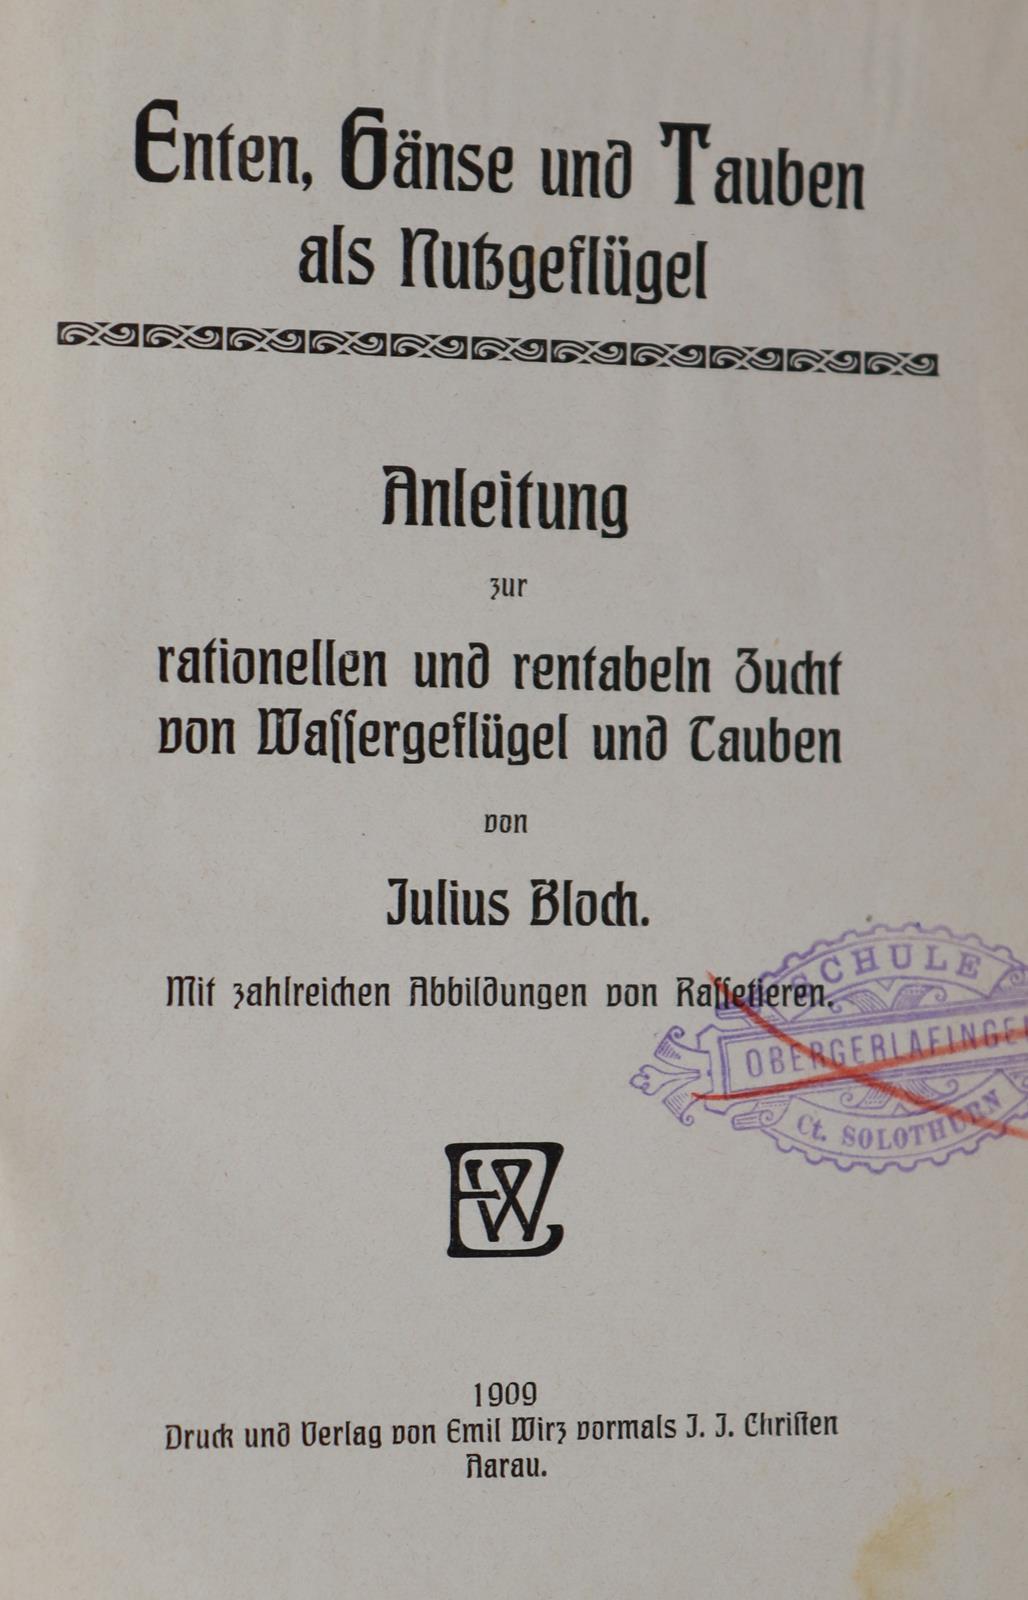 Enten, Gänse und Tauben
als Nutzgeflügel
Anleitung
zur
rationellen und rentabeln Zucht
von Waſſergeflügel und Tauben
von
Julius Bloch.
Mit zahlreichen Abbildungen von Raſſetieren.
SCHULE
OBERGERLAFINGEN
Ct. SOLOTHURN
EW
1909
Druck und Verlag von Emil Wirz vormals J. J. Chriſten
Aarau.